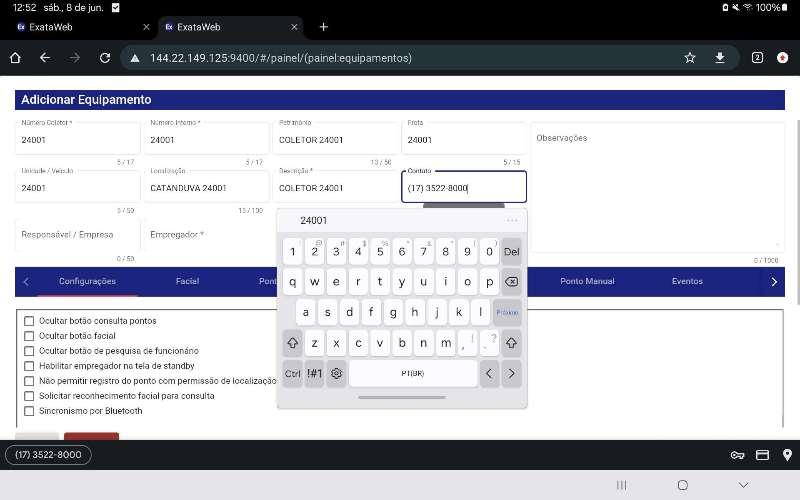 12:52 sáb., 8 de jun. 100%
Ex ExataWeb
Ex ExataWeb
144.22.149.125:9400/#/painel/(painel:equipamentos)
2
Adicionar Equipamento
Número Coletor * Número Interno * Patrimônio Frota
24001 24001 COLETOR 24001 24001
Observações
5 / 17 5 / 17 13 / 50 5 / 15
Unidade / Veículo Localização Descrição * Contato
24001 CATANDUVA 24001 COLETOR 24001 (17) 3522-8000
5 / 50 15 / 100
Responsável / Empresa Empregador *
0 / 50 0 / 1000
24001
Configurações Facial Pont Ponto Manual Eventos
1 2 3 4 5 6 7 8 9 0 Del
q w e r t y u i o p
a s d f g h j k l Próximo
z x c v b n m , ! . ?
Ctrl !#1 PT(BR)
Ocultar botão consulta pontos
Ocultar botão facial
Ocultar botão de pesquisa de funcionário
Habilitar empregador na tela de standby
Não permitir registro do ponto com permissão de localização
Solicitar reconhecimento facial para consulta
Sincronismo por Bluetooth
(17) 3522-8000